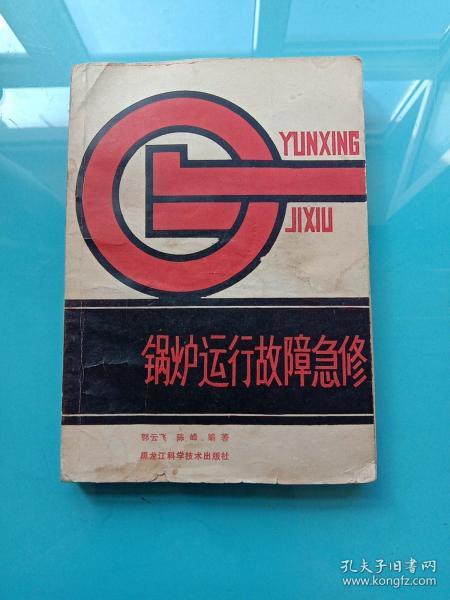 YUNXING
JIXIU
锅炉运行故障急修
郭云飞 陈峰 编著
黑龙江科学技术出版社
孔夫子旧书网
www.kongfz.com